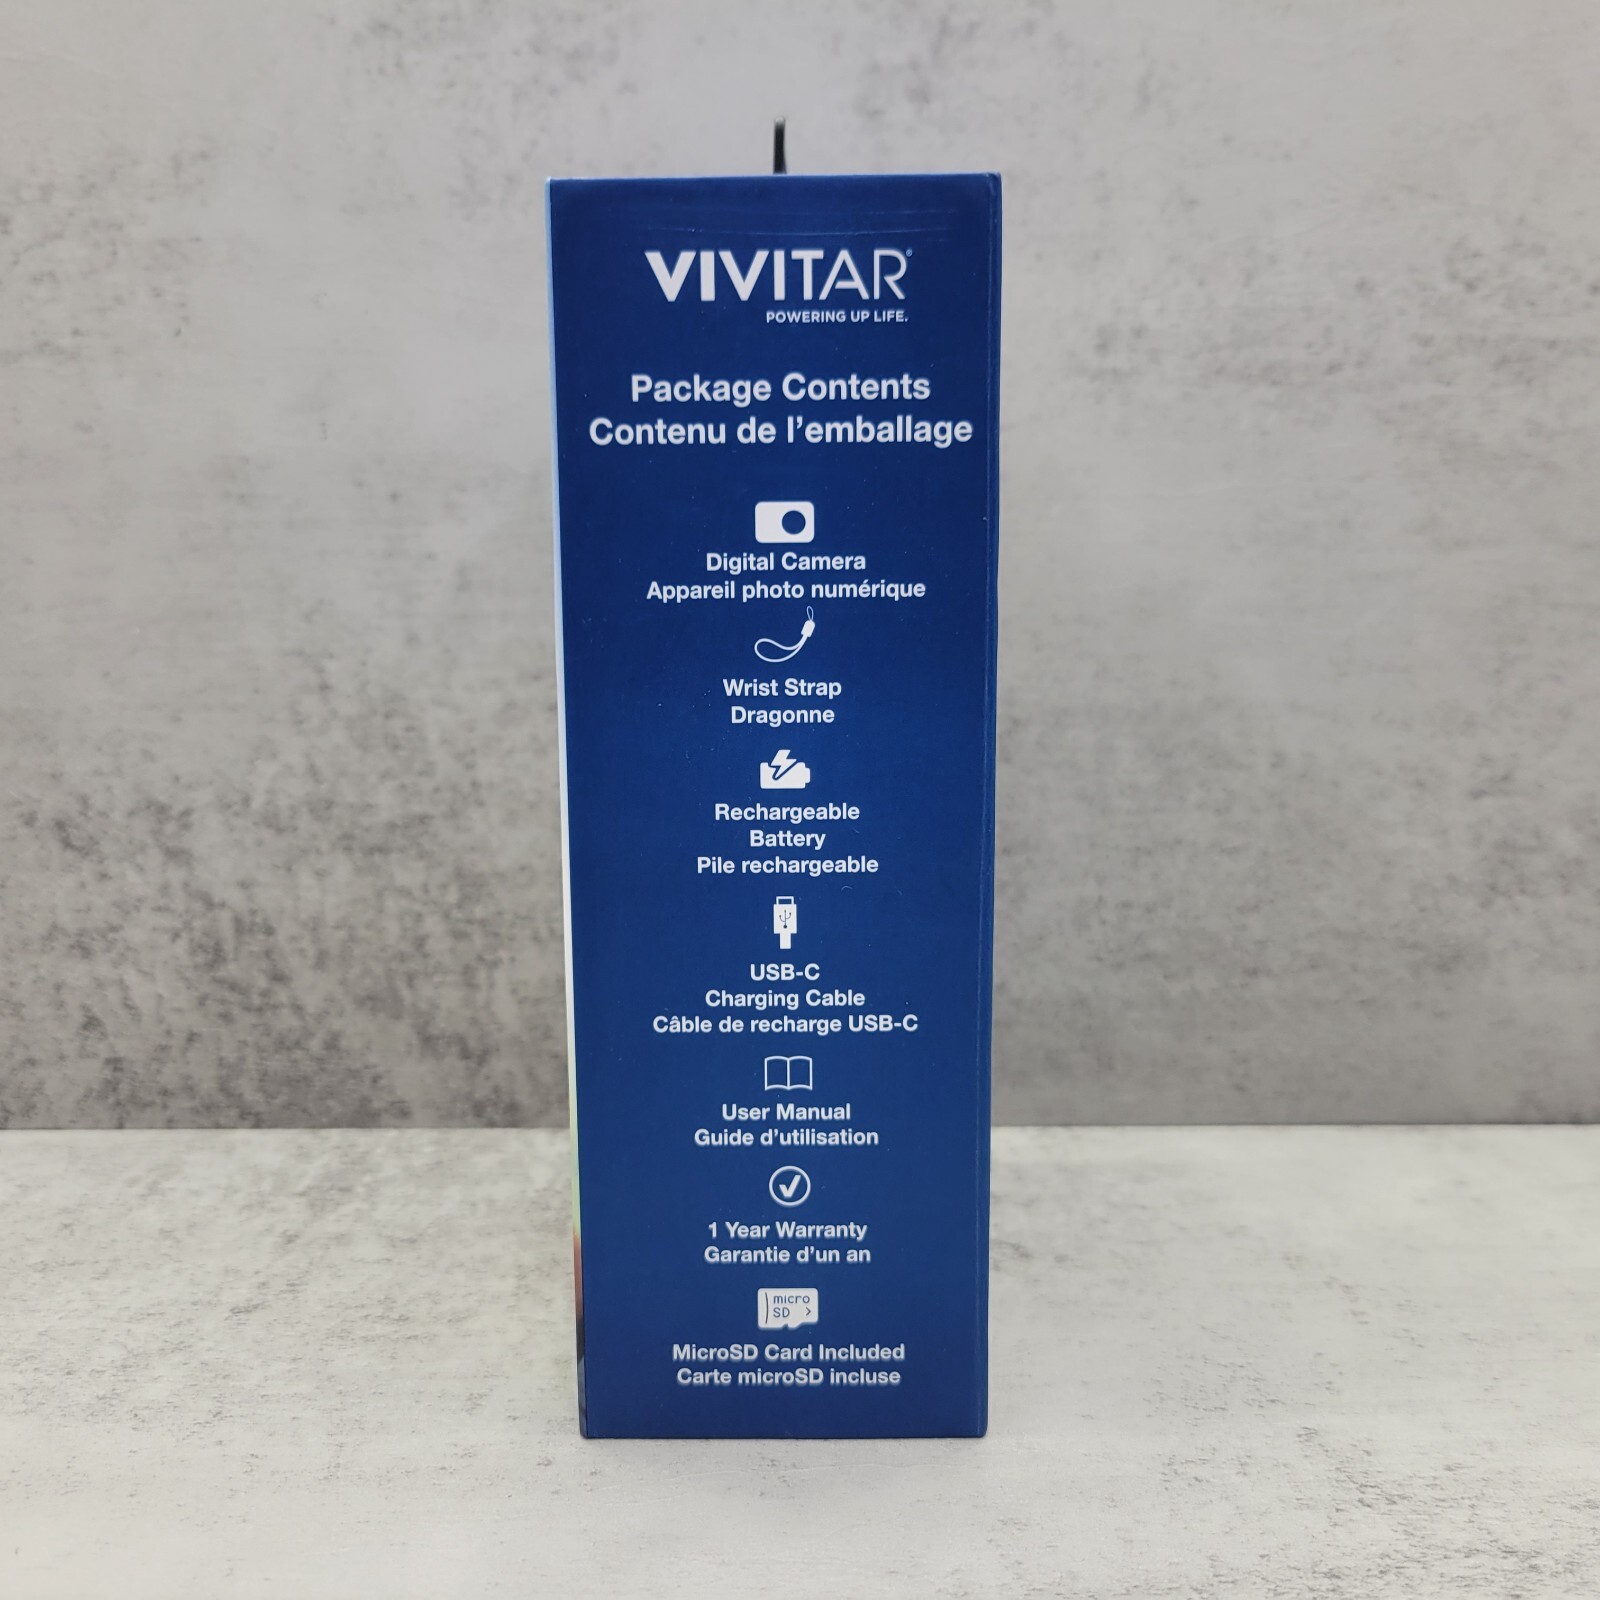 VIVITAR®
POWERING UP LIFE.
Package Contents
Contenu de l'emballage
Digital Camera
Appareil photo numérique
Wrist Strap
Dragonne
Rechargeable
Battery
Pile rechargeable
USB-C
Charging Cable
Câble de recharge USB-C
User Manual
Guide d'utilisation
1 Year Warranty
Garantie d'un an
micro
SD
MicroSD Card Included
Carte microSD incluse